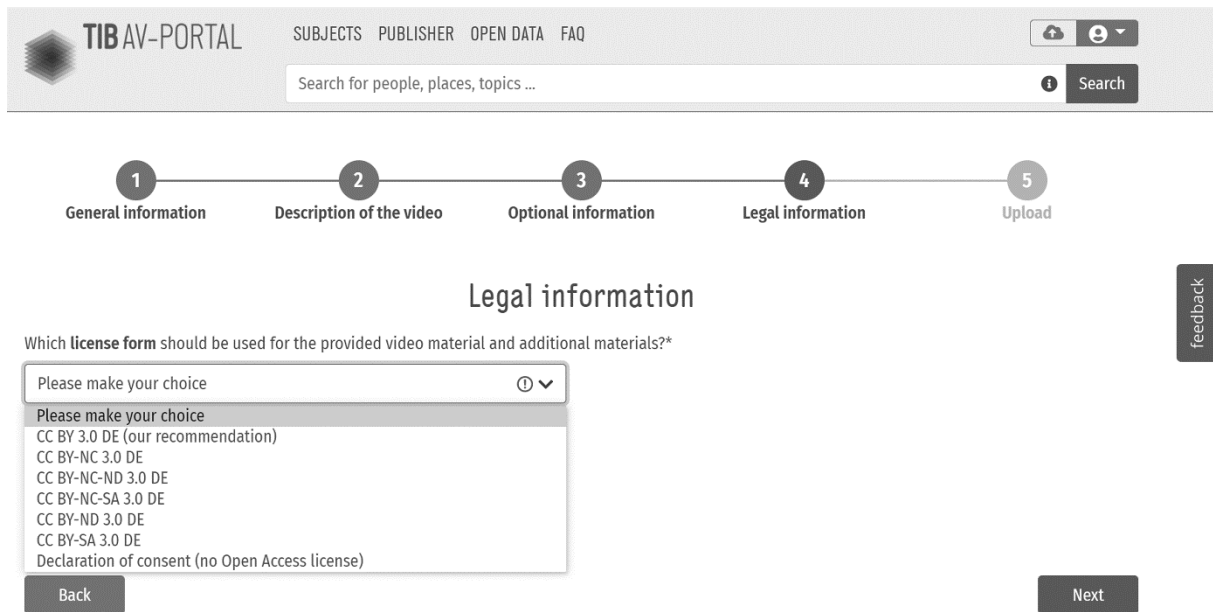 TIB AV-PORTAL
SUBJECTS PUBLISHER OPEN DATA FAQ
Search for people, places, topics ...
Search
1
2
3
4
5
General information
Description of the video
Optional information
Legal information
Upload
feedback
Legal information
Which license form should be used for the provided video material and additional materials?*
Please make your choice
Please make your choice
CC BY 3.0 DE (our recommendation)
CC BY-NC 3.0 DE
CC BY-NC-ND 3.0 DE
CC BY-NC-SA 3.0 DE
CC BY-ND 3.0 DE
CC BY-SA 3.0 DE
Declaration of consent (no Open Access license)
Back
Next